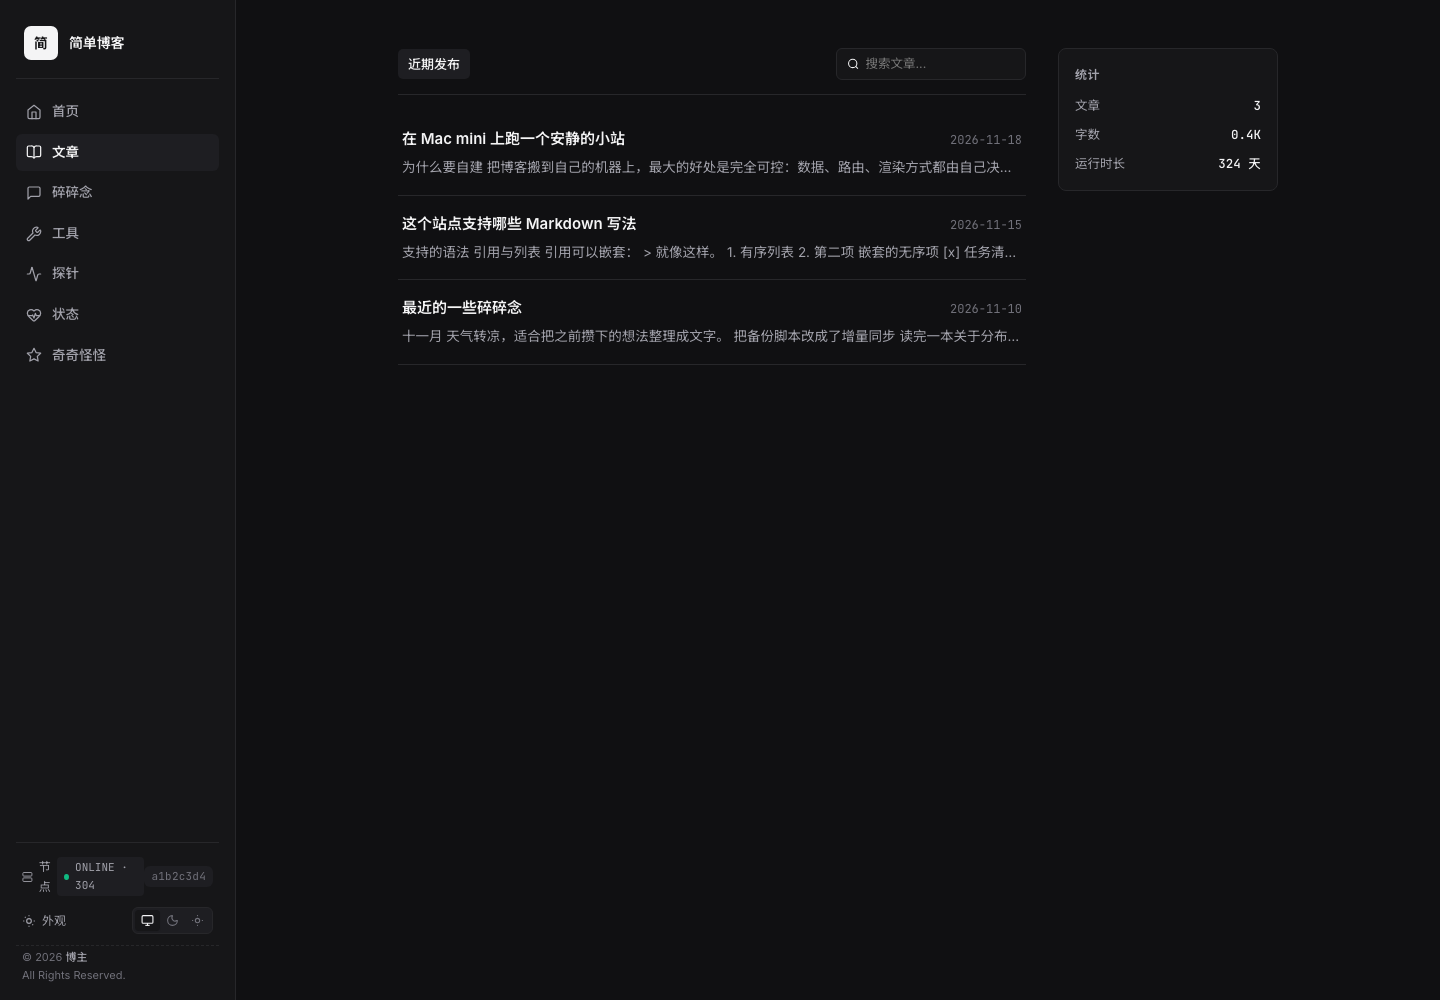 简 简单博客
首页
文章
碎碎念
工具
探针
状态
奇奇怪怪
节点 ONLINE · 304 a1b2c3d4
外观
© 2026 博主
All Rights Reserved.
近期发布
搜索文章...
在 Mac mini 上跑一个安静的小站 2026-11-18
为什么要自建 把博客搬到自己的机器上，最大的好处是完全可控：数据、路由、渲染方式都由自己决...
这个站点支持哪些 Markdown 写法 2026-11-15
支持的语法 引用与列表 引用可以嵌套： > 就像这样。 1. 有序列表 2. 第二项 嵌套的无序项 [x] 任务清...
最近的一些碎碎念 2026-11-10
十一月 天气转凉，适合把之前攒下的想法整理成文字。 把备份脚本改成了增量同步 读完一本关于分布...
统计
文章 3
字数 0.4K
运行时长 324 天